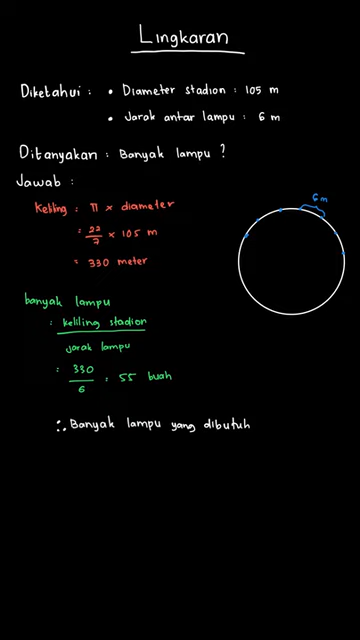 Lingkaran
Diketahui : • Diameter stadion : 105 m
• Jarak antar lampu : 6 m
Ditanyakan : Banyak lampu ?
Jawab :
Keliling : π × diameter
= 22/7 × 105 m
= 330 meter
6 m
banyak lampu
: keliling stadion
jarak lampu
= 330/6 = 55 buah
∴ Banyak lampu yang dibutuh